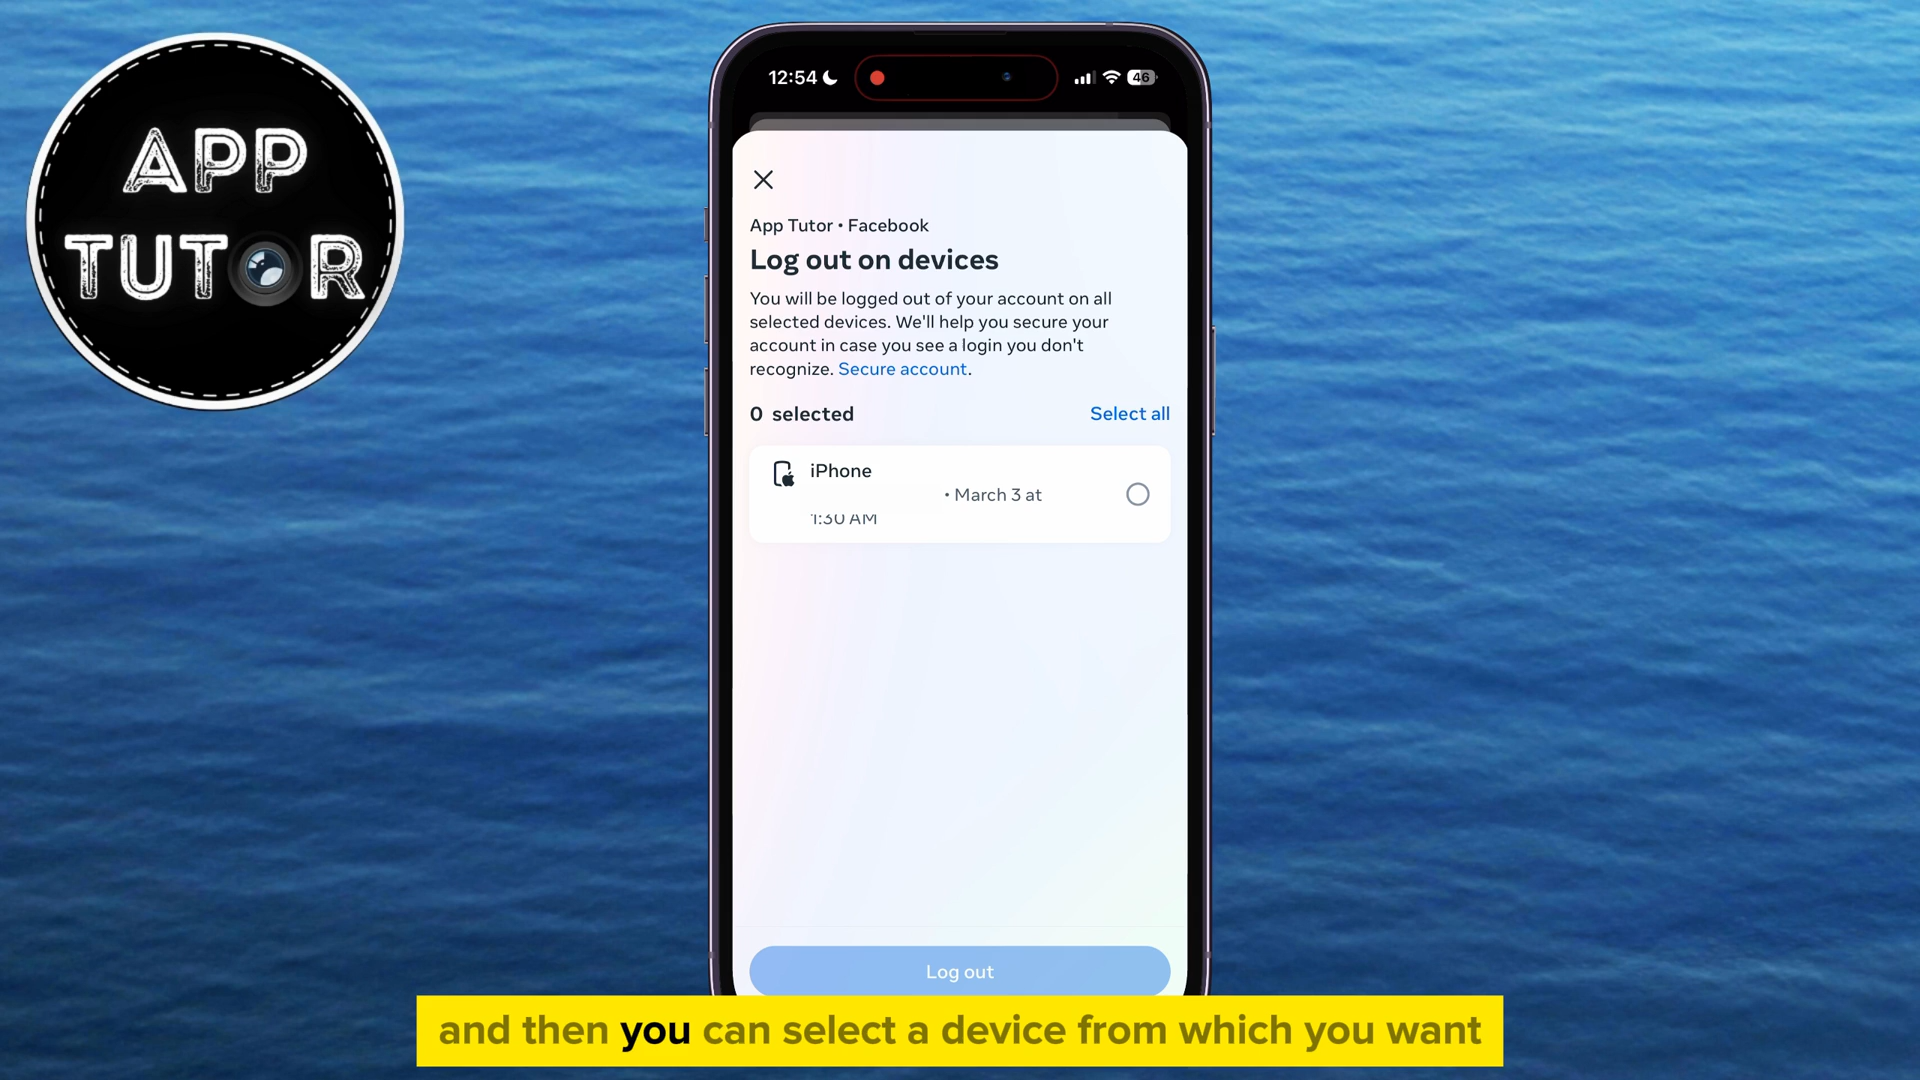 APP
TUTOR
12:54
46
App Tutor • Facebook
Log out on devices
You will be logged out of your account on all
selected devices. We'll help you secure your
account in case you see a login you don't
recognize. Secure account.
0 selected
Select all
iPhone
• March 3 at
1:30 AM
Log out
and then you can select a device from which you want